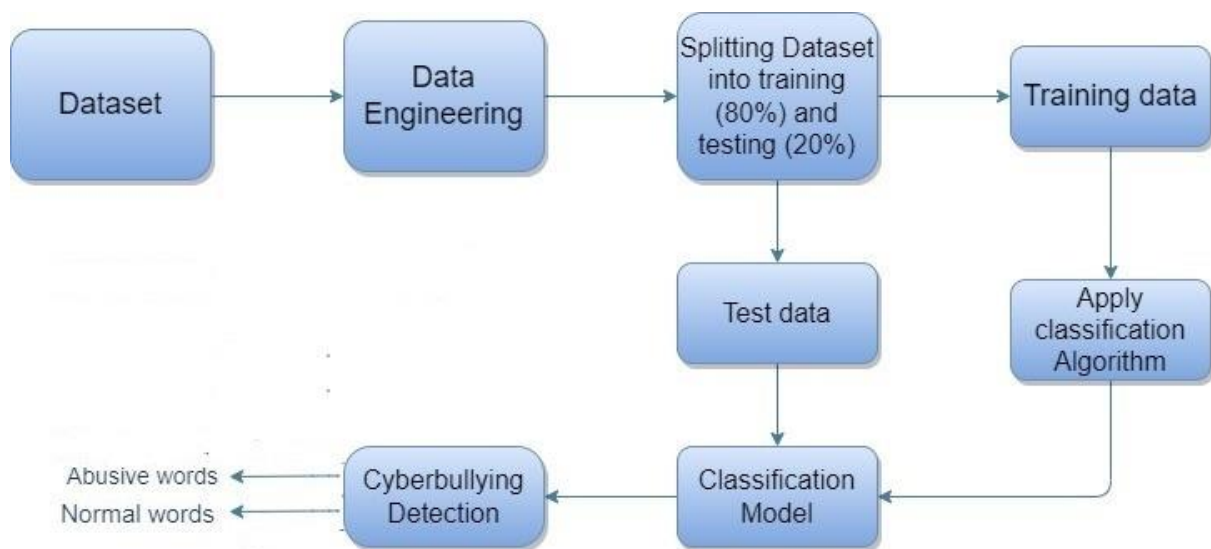 Dataset
Data
Engineering
Splitting Dataset
into training
(80%) and
testing (20%)
Training data
Test data
Apply
classification
Algorithm
Abusive words
Normal words
Cyberbullying
Detection
Classification
Model